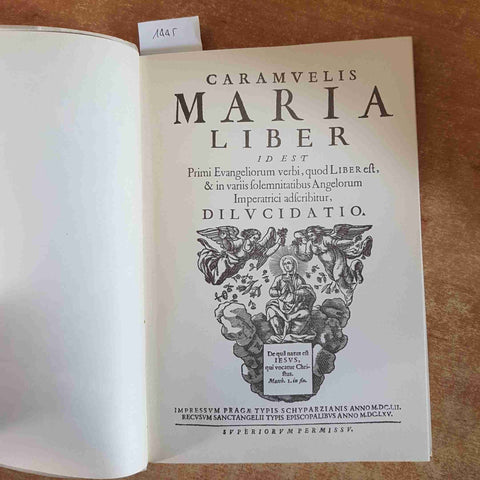 1445
CARAMVELIS
MARIA
LIBER
ID EST
Primi Evangeliorum verbi, quod LIBER est,
& in variis solemnitatibus Angelorum
Imperatrici adscribitur,
DILVCIDATIO.
De quâ natus est
IESVS,
qui vocatur Chri-
stus.
Matth. 1. in fin.
IMPRESSVM PRAGÆ TYPIS SCHYPARZIANIS ANNO M.DC.LII.
RECVSVM SANCTANGELII TYPIS EPISCOPALIBVS ANNO M.DC.LXV.
SVPERIORVM PERMISSV.